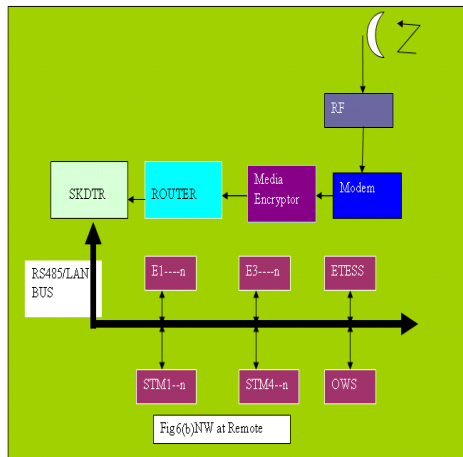 RF
SKDTR
ROUTER
Media
Encryptor
Modem
RS485/LAN
BUS
E1----n
E3----n
ETESS
STM1--n
STM4--n
OWS
Fig6(b)NW at Remote